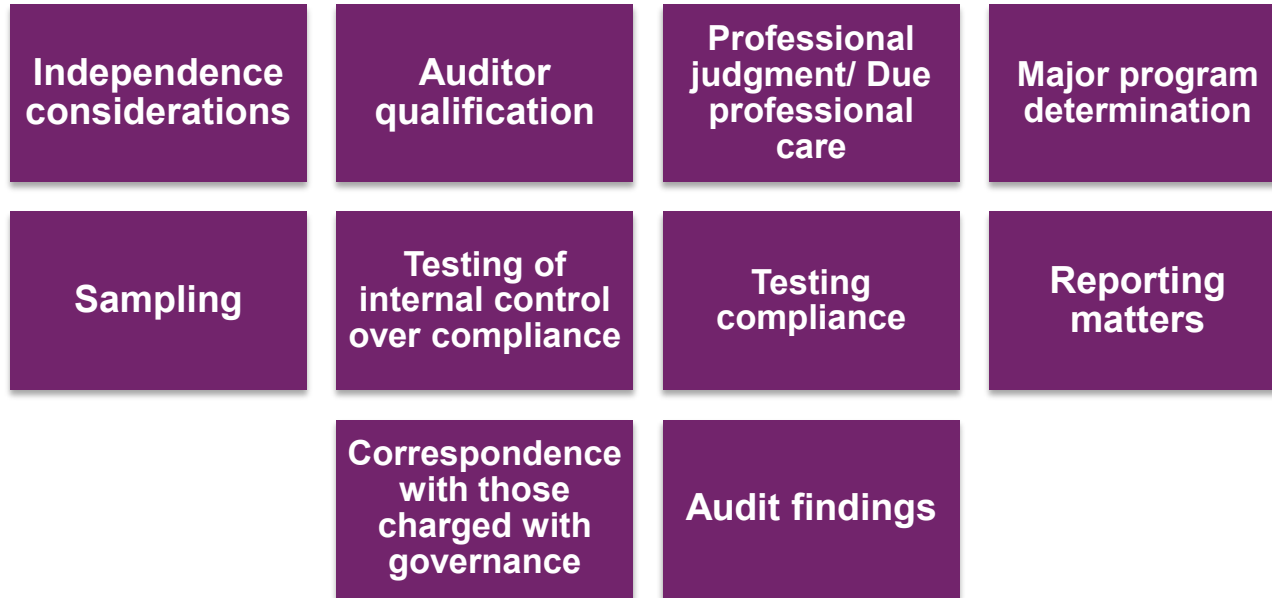 Independence
considerations
Auditor
qualification
Professional
judgment/ Due
professional
care
Major program
determination
Sampling
Testing of
internal control
over compliance
Testing
compliance
Reporting
matters
Correspondence
with those
charged with
governance
Audit findings